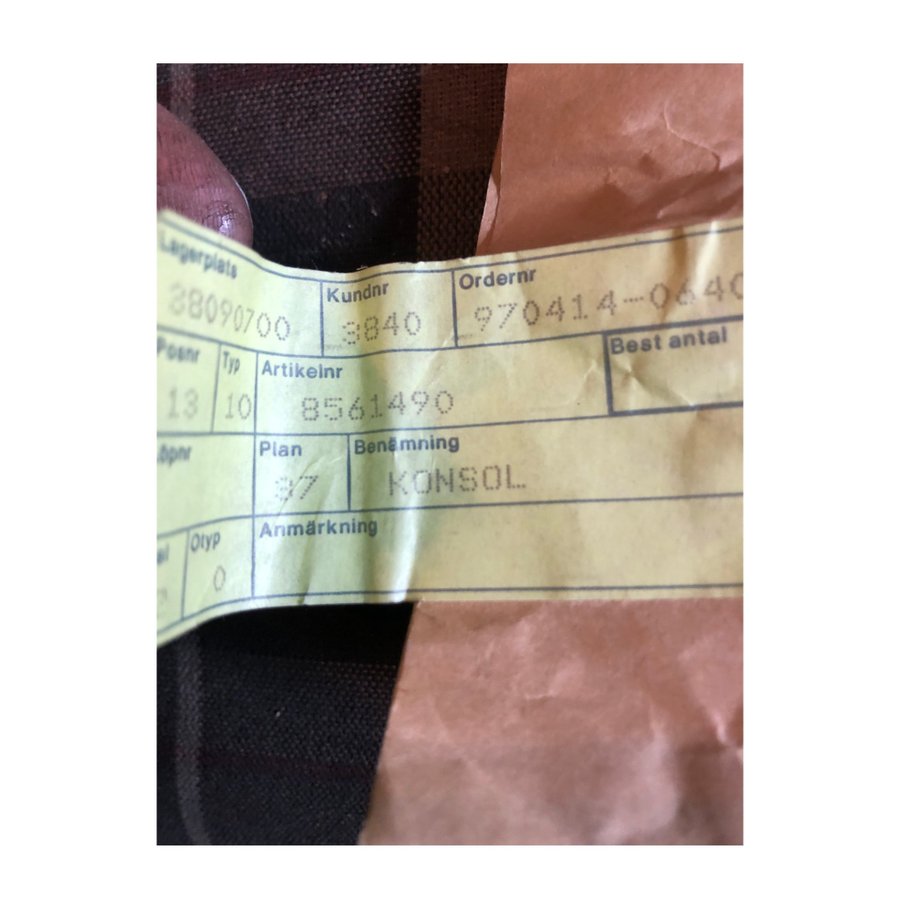 Lagerplats Kundnr Ordernr
38090700 3840 970414-0640
Posnr Typ Artikelnr Best antal
13 10 8561490
Plan Benämning
37 KONSOL
Otyp Anmärkning
0